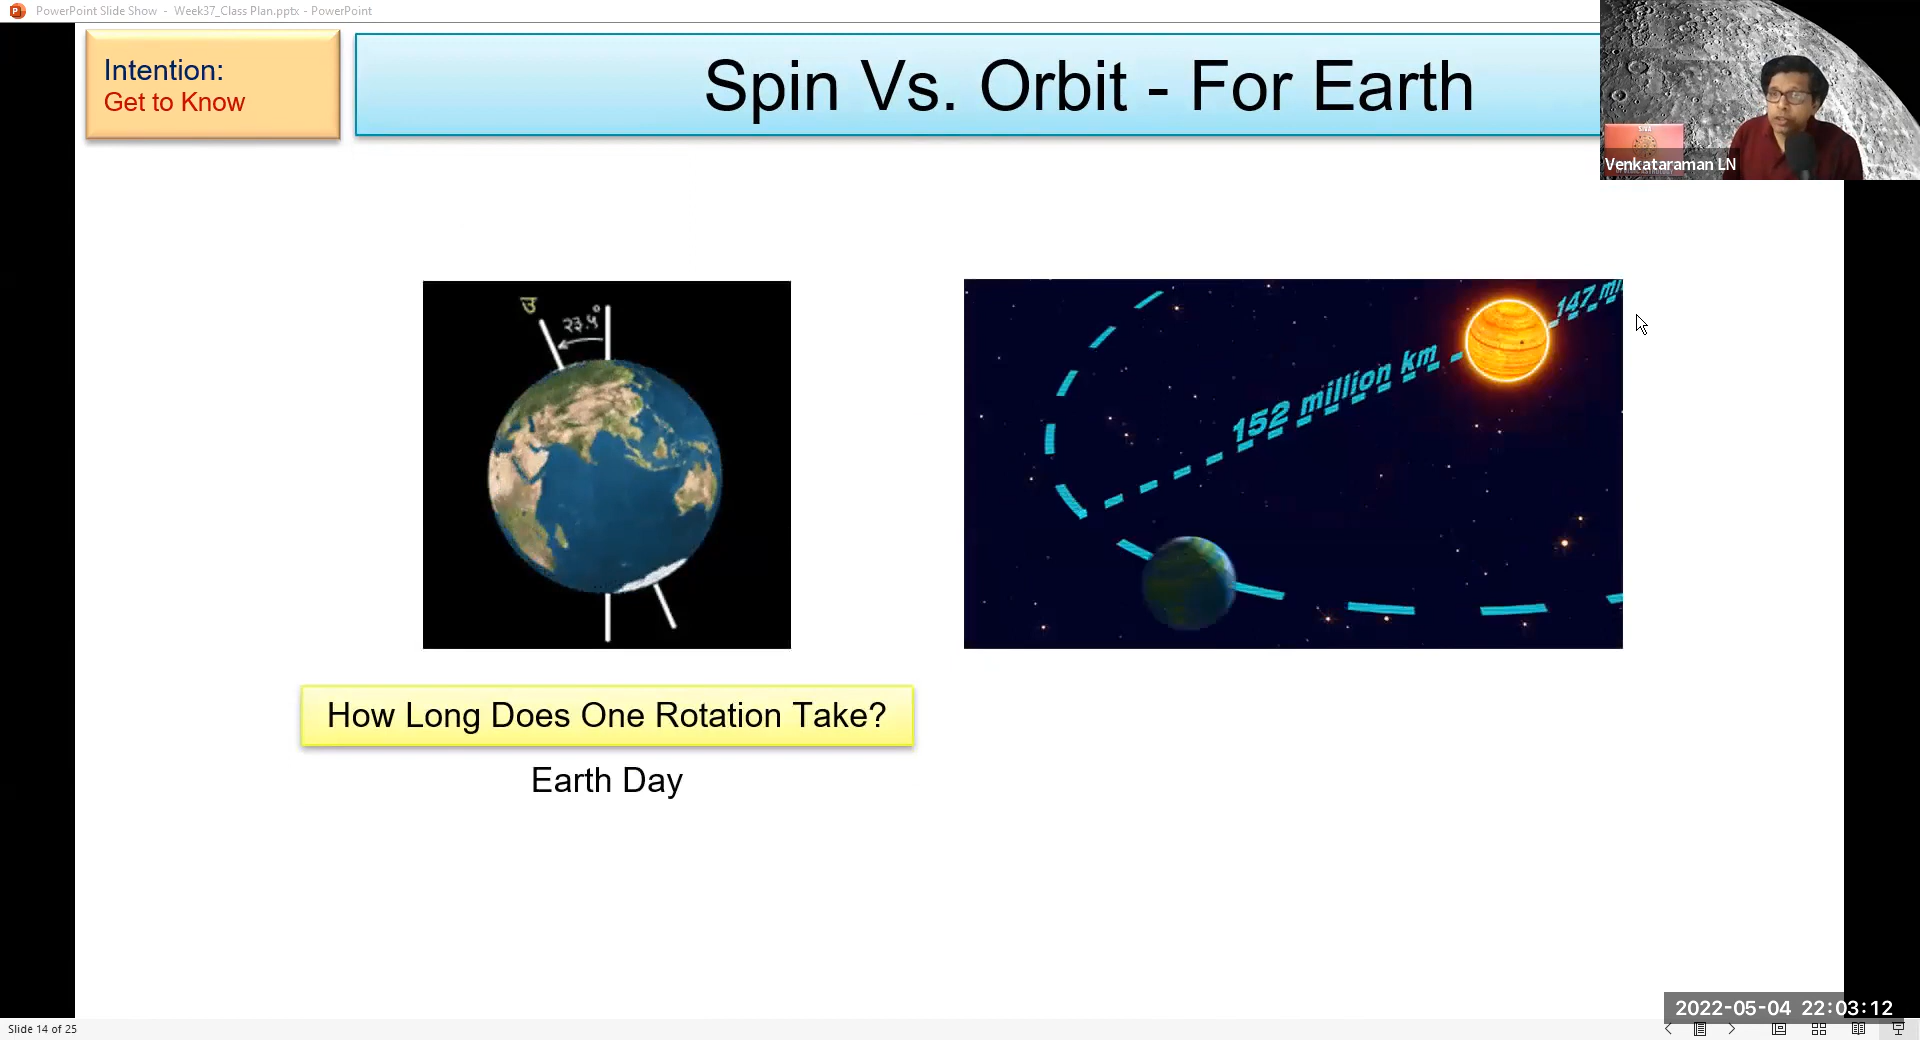 PowerPoint Slide Show - Week37_Class Plan.pptx - PowerPoint
Intention:
Get to Know
Spin Vs. Orbit - For Earth
Venkataraman LN
उ
२३.५°
147 mi
152 million km
How Long Does One Rotation Take?
Earth Day
2022-05-04 22:03:12
Slide 14 of 25